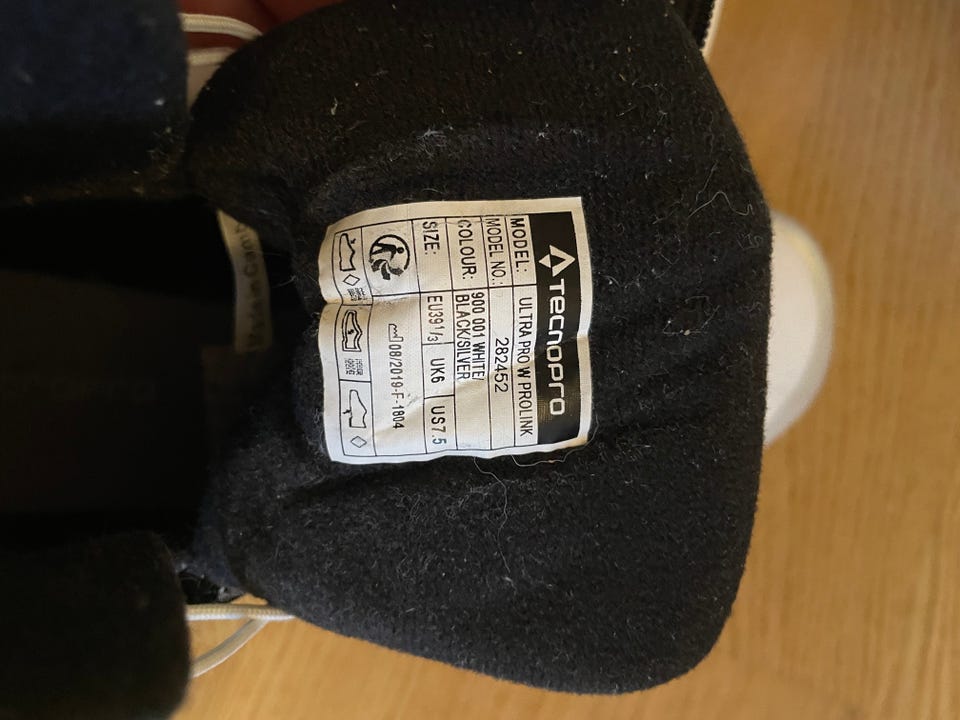 TECNOPRO
MODEL: ULTRA PRO W PROLINK
MODEL NO.: 282452
COLOUR: 900 001 WHITE/
BLACK/SILVER
SIZE: EU39 1/3 UK6 US7.5
08/2019-F-1804